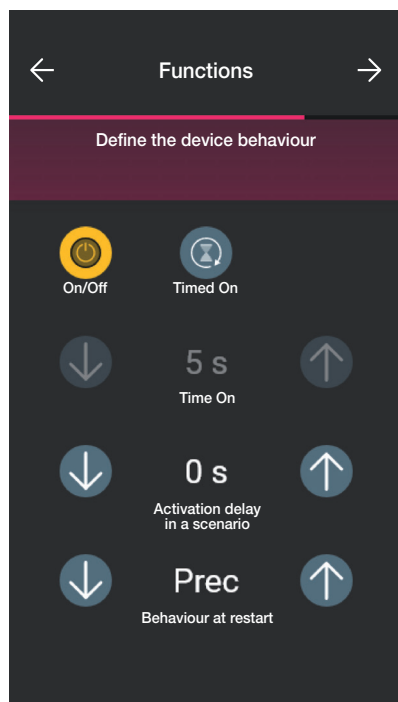 Functions
Define the device behaviour
On/Off Timed On
5 s
Time On
0 s
Activation delay
in a scenario
Prec
Behaviour at restart